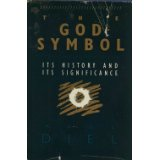 THE
GOD
SYMBOL
ITS HISTORY AND
ITS SIGNIFICANCE
DIEL